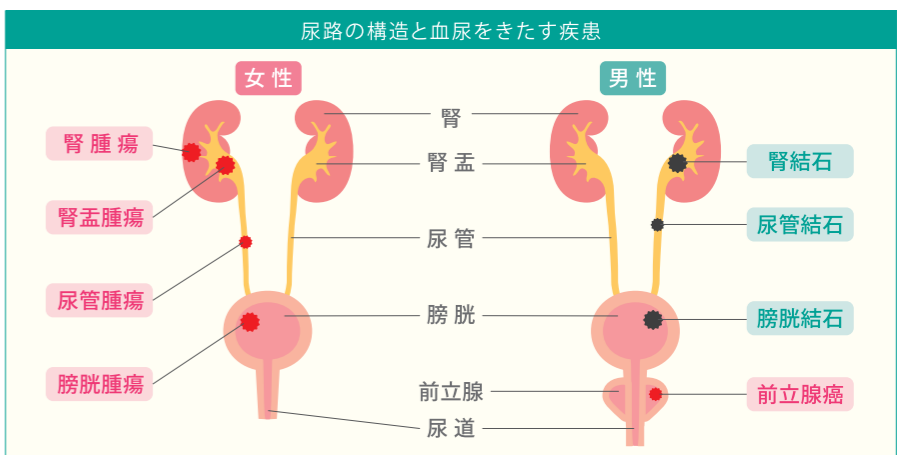 尿路の構造と血尿をきたす疾患
女性
男性
腎腫瘍
腎盂腫瘍
尿管腫瘍
膀胱腫瘍
腎
腎盂
尿管
膀胱
前立腺
尿道
腎結石
尿管結石
膀胱結石
前立腺癌